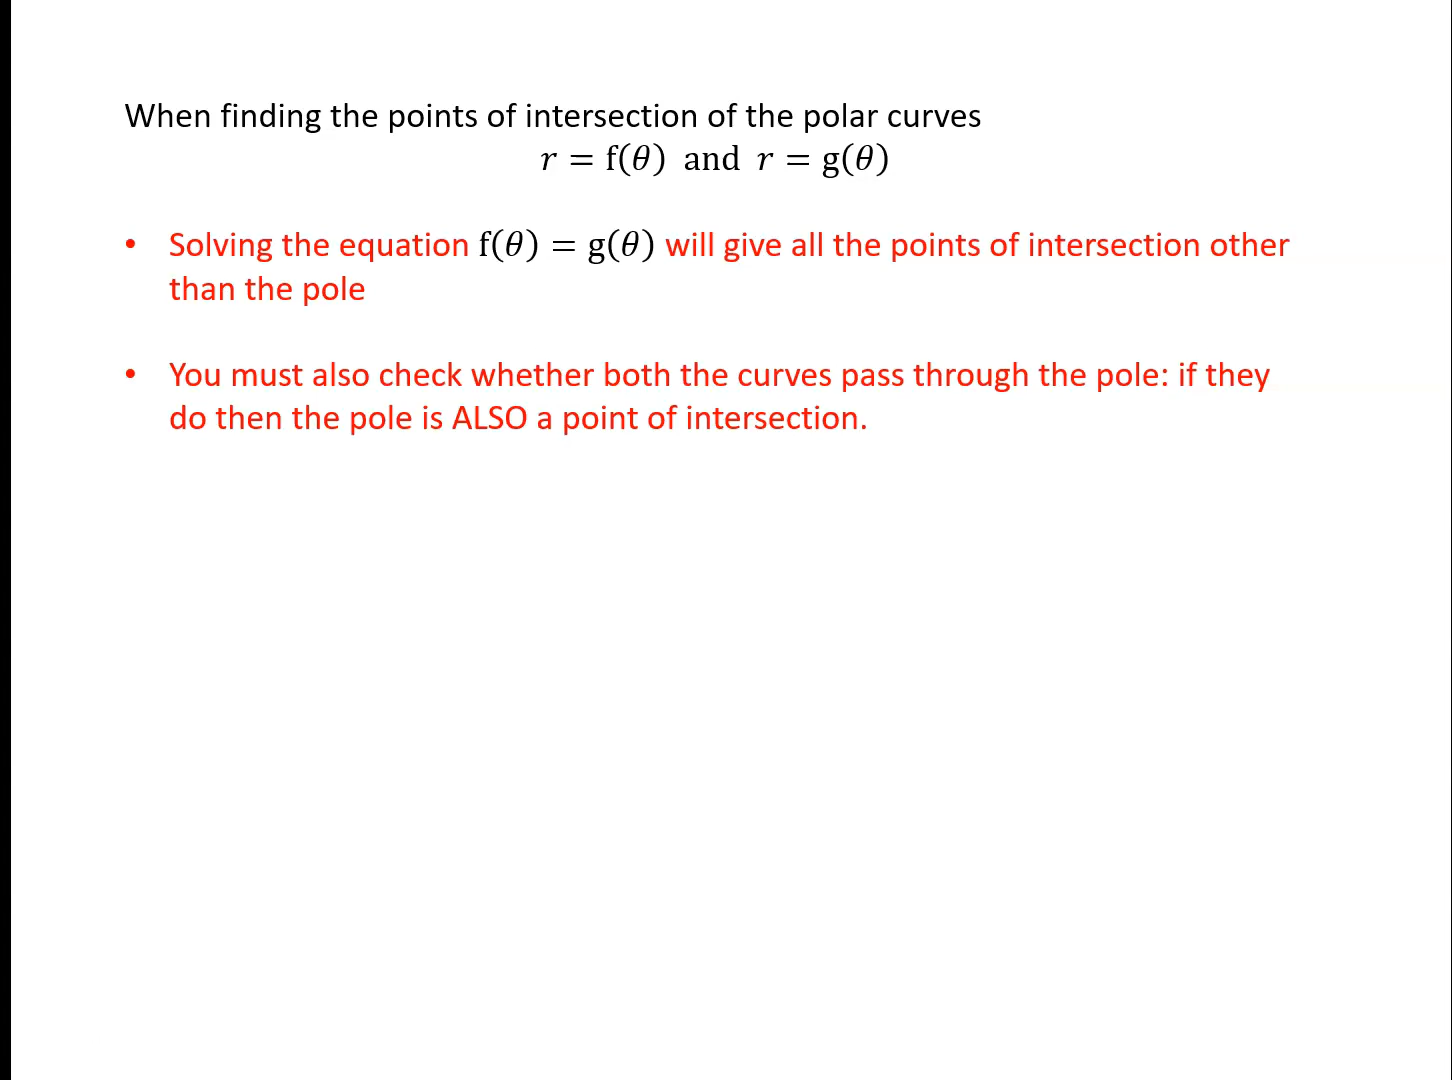 When finding the points of intersection of the polar curves
r = f(θ) and r = g(θ)
• Solving the equation f(θ) = g(θ) will give all the points of intersection other
than the pole
• You must also check whether both the curves pass through the pole: if they
do then the pole is ALSO a point of intersection.